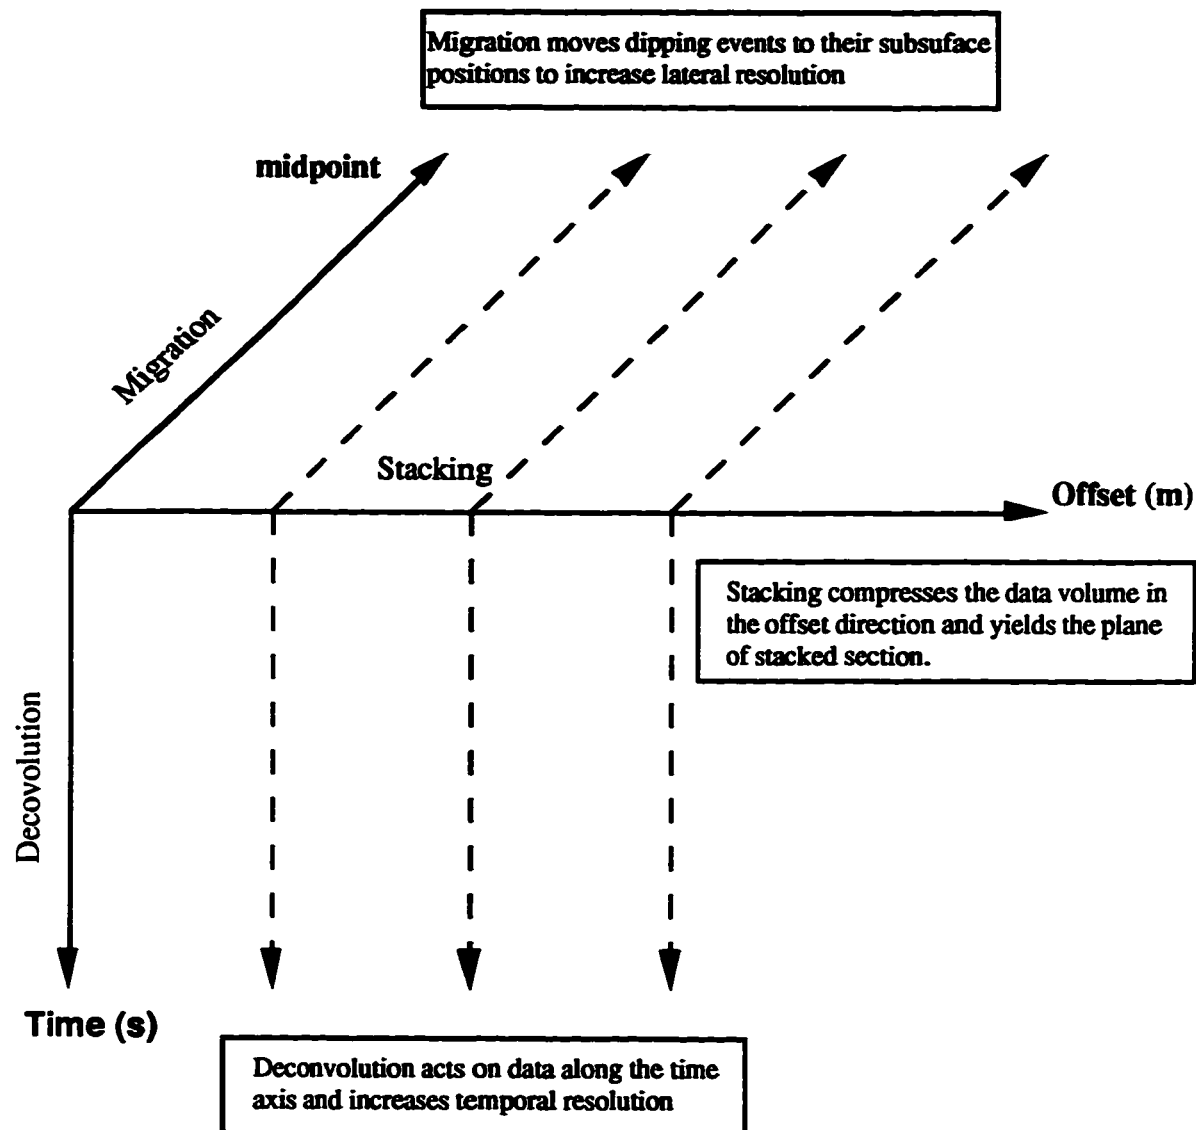 Migration moves dipping events to their subsuface
positions to increase lateral resolution
midpoint
Migration
Stacking
Offset (m)
Stacking compresses the data volume in
the offset direction and yields the plane
of stacked section.
Decovolution
Time (s)
Deconvolution acts on data along the time
axis and increases temporal resolution